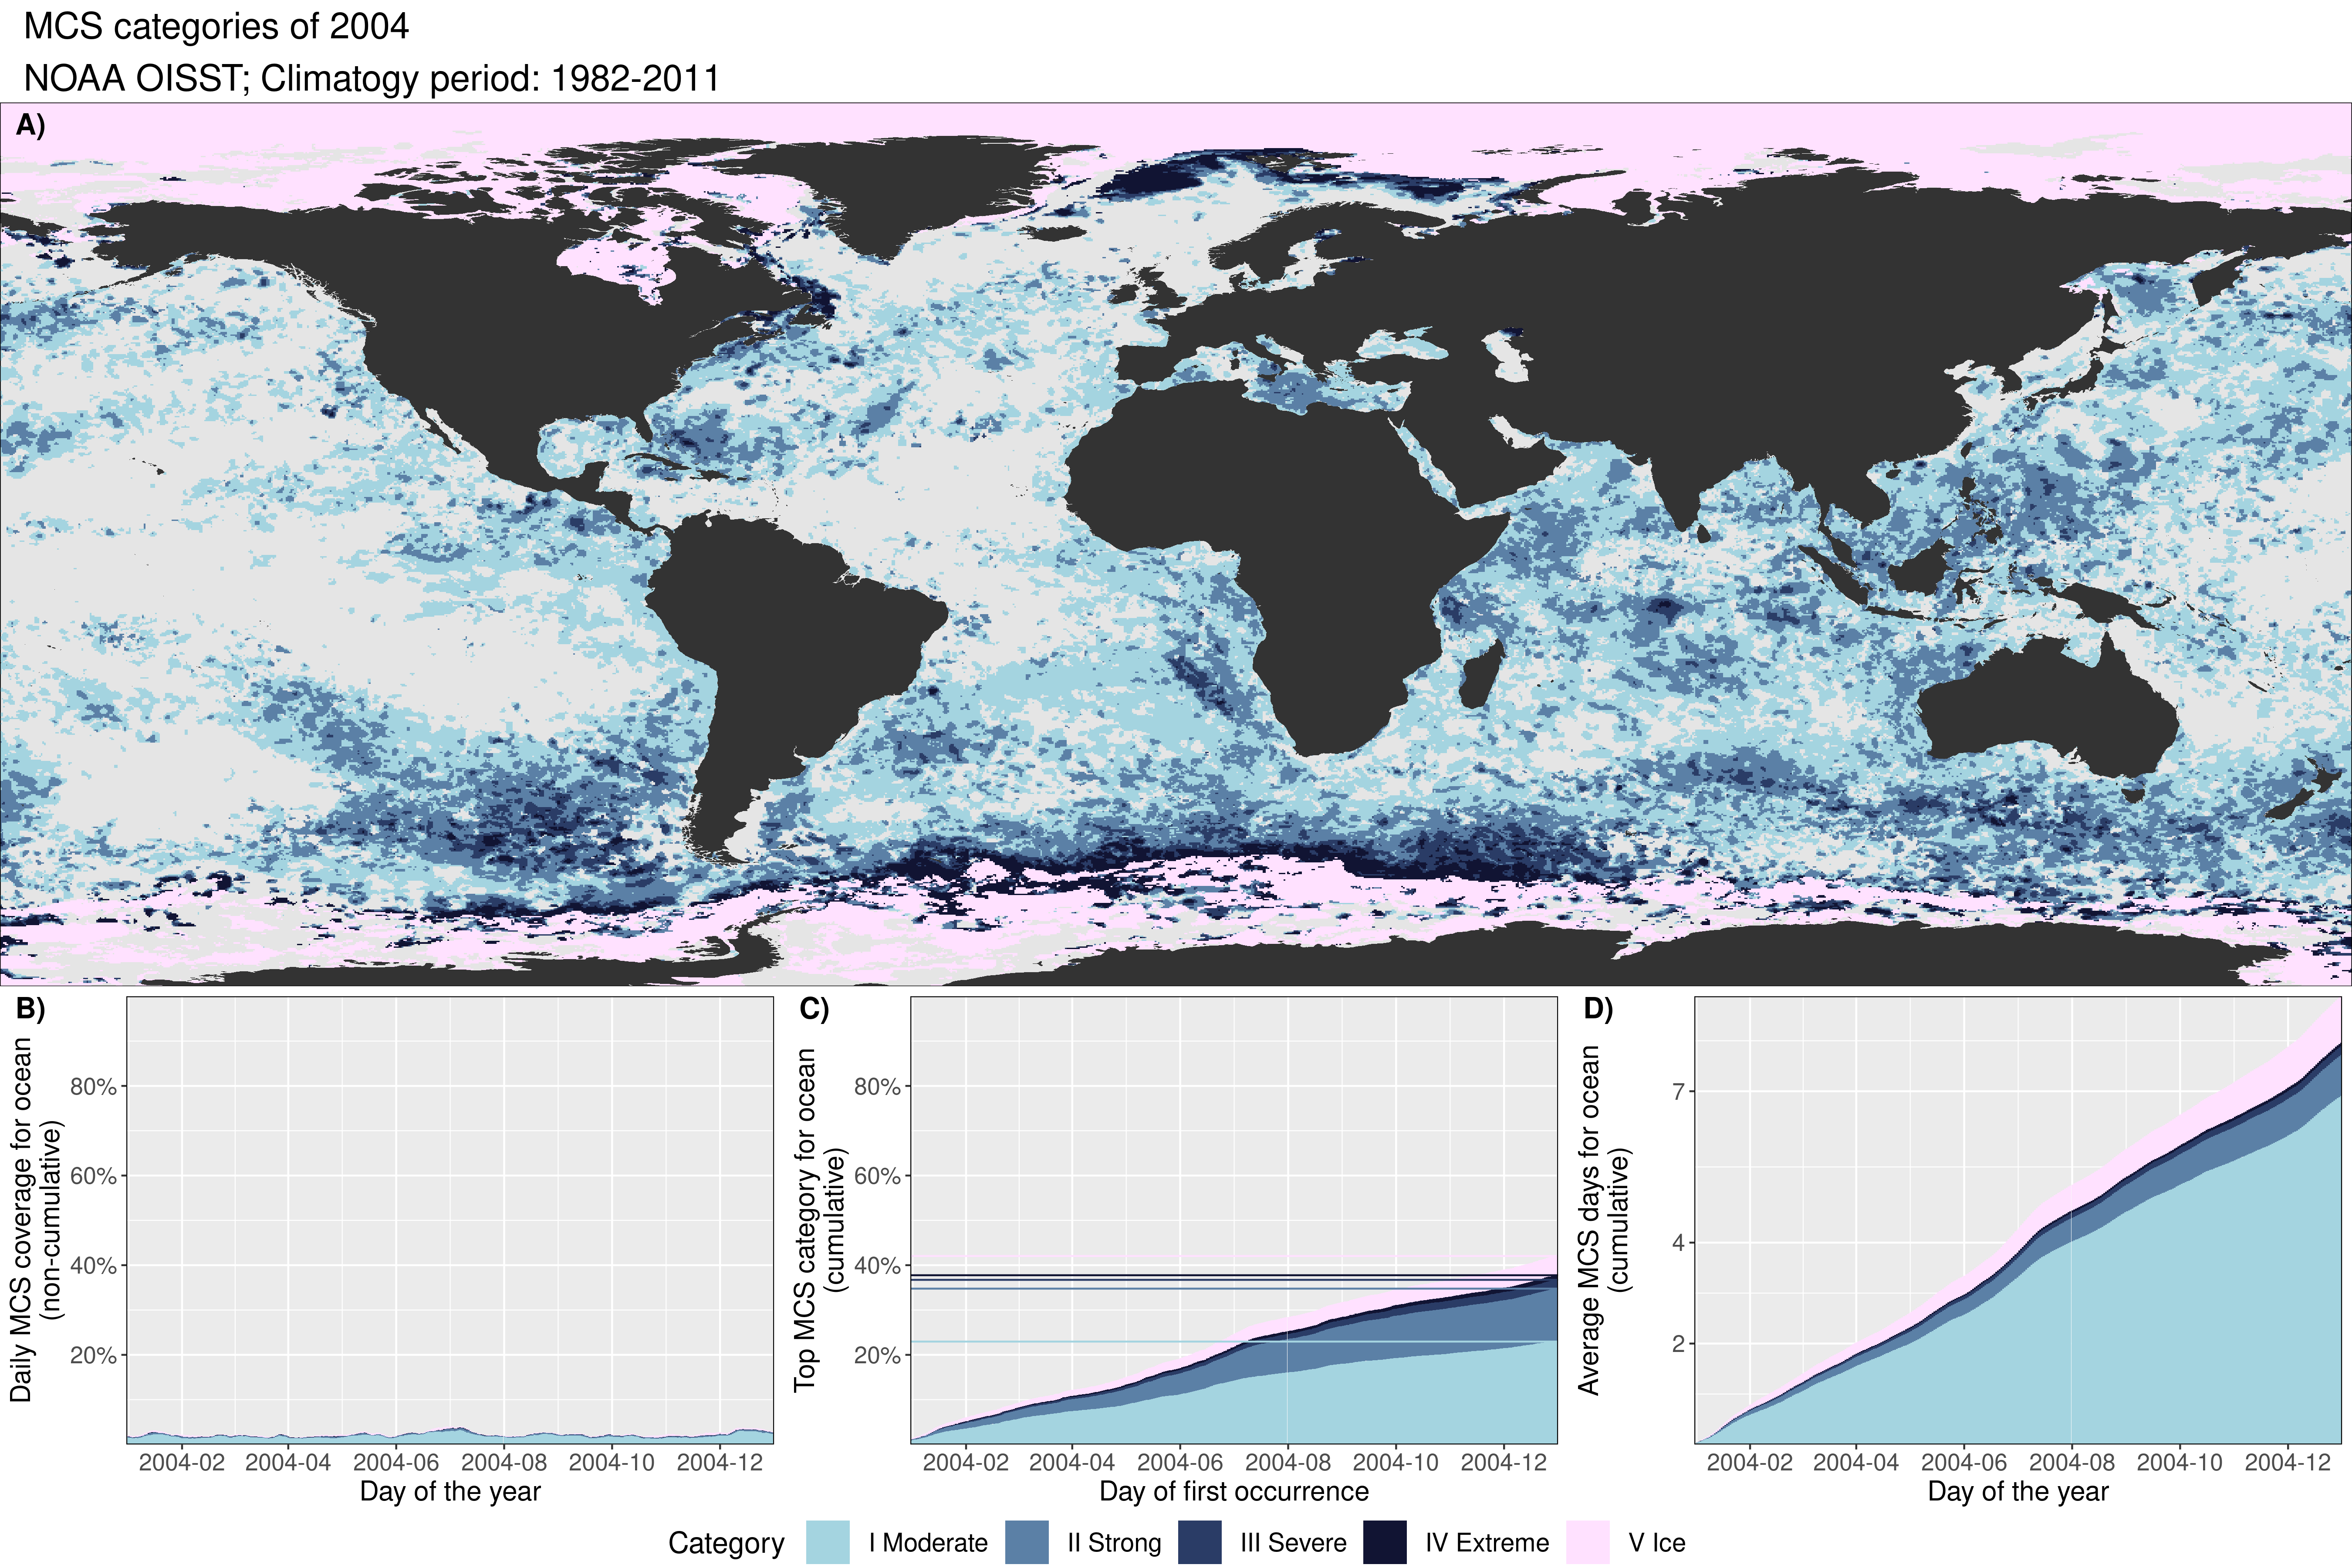 MCS categories of 2004
NOAA OISST; Climatogy period: 1982-2011
A)
B)
Daily MCS coverage for ocean
(non-cumulative)
80%
60%
40%
20%
2004-02 2004-04 2004-06 2004-08 2004-10 2004-12
Day of the year
C)
Top MCS category for ocean
(cumulative)
80%
60%
40%
20%
2004-02 2004-04 2004-06 2004-08 2004-10 2004-12
Day of first occurrence
D)
Average MCS days for ocean
(cumulative)
7
4
2
2004-02 2004-04 2004-06 2004-08 2004-10 2004-12
Day of the year
Category I Moderate II Strong III Severe IV Extreme V Ice